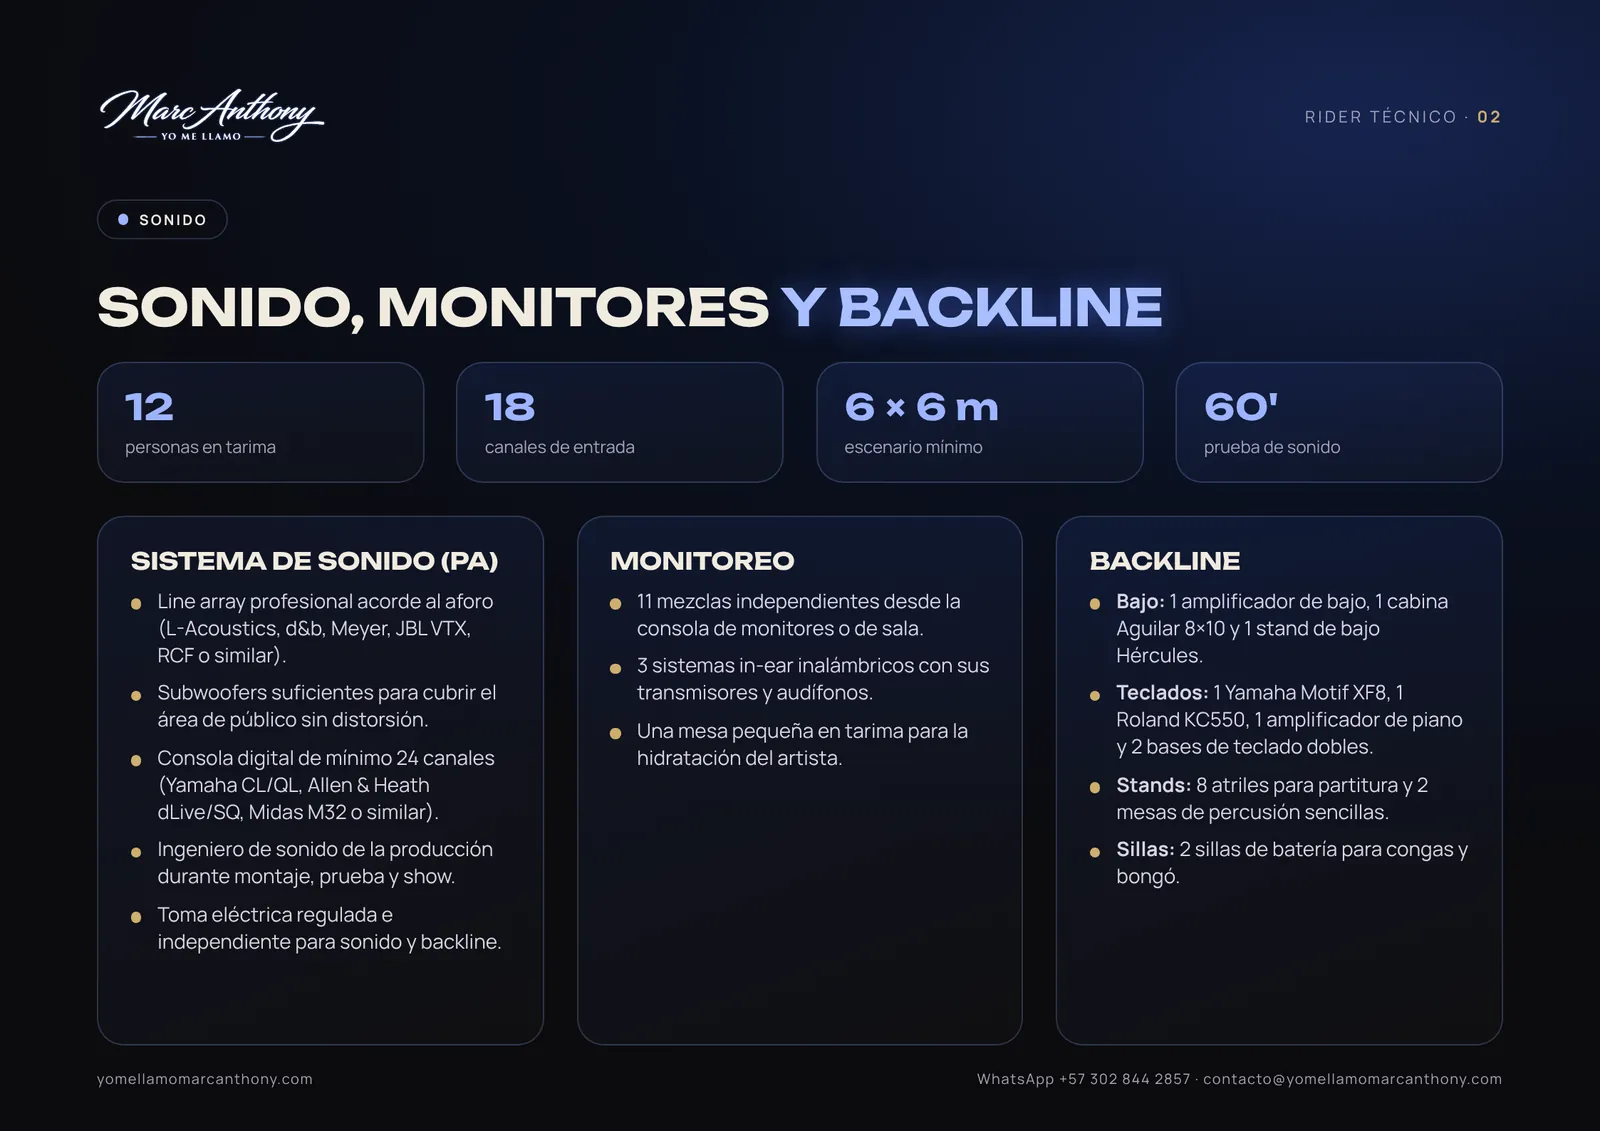 Marc Anthony
YO ME LLAMO
RIDER TÉCNICO · 02
SONIDO
SONIDO, MONITORES Y BACKLINE
12
personas en tarima
18
canales de entrada
6 × 6 m
escenario mínimo
60'
prueba de sonido
SISTEMA DE SONIDO (PA)
Line array profesional acorde al aforo
(L-Acoustics, d&b, Meyer, JBL VTX,
RCF o similar).
Subwoofers suficientes para cubrir el
área de público sin distorsión.
Consola digital de mínimo 24 canales
(Yamaha CL/QL, Allen & Heath
dLive/SQ, Midas M32 o similar).
Ingeniero de sonido de la producción
durante montaje, prueba y show.
Toma eléctrica regulada e
independiente para sonido y backline.
MONITOREO
11 mezclas independientes desde la
consola de monitores o de sala.
3 sistemas in-ear inalámbricos con sus
transmisores y audífonos.
Una mesa pequeña en tarima para la
hidratación del artista.
BACKLINE
Bajo: 1 amplificador de bajo, 1 cabina
Aguilar 8×10 y 1 stand de bajo
Hércules.
Teclados: 1 Yamaha Motif XF8, 1
Roland KC550, 1 amplificador de piano
y 2 bases de teclado dobles.
Stands: 8 atriles para partitura y 2
mesas de percusión sencillas.
Sillas: 2 sillas de batería para congas y
bongó.
yomellamomarcanthony.com
WhatsApp +57 302 844 2857 · contacto@yomellamomarcanthony.com